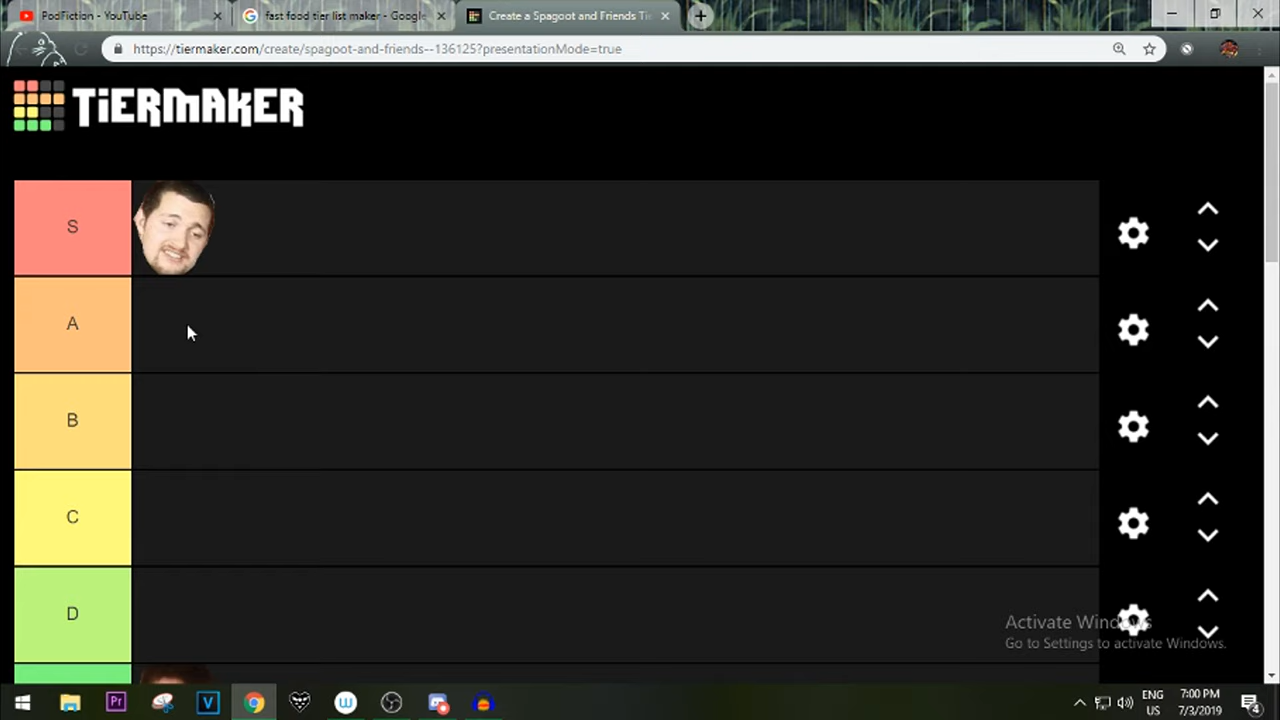 PodFiction - YouTube
fast food tier list maker - Google
Create a Spagoot and Friends Ti
https://tiermaker.com/create/spagoot-and-friends--136125?presentationMode=true
TIERMAKER
S
A
B
C
D
Activate Windows
Go to Settings to activate Windows.
Pr
V
W
ENG
US
7:00 PM
7/3/2019
4